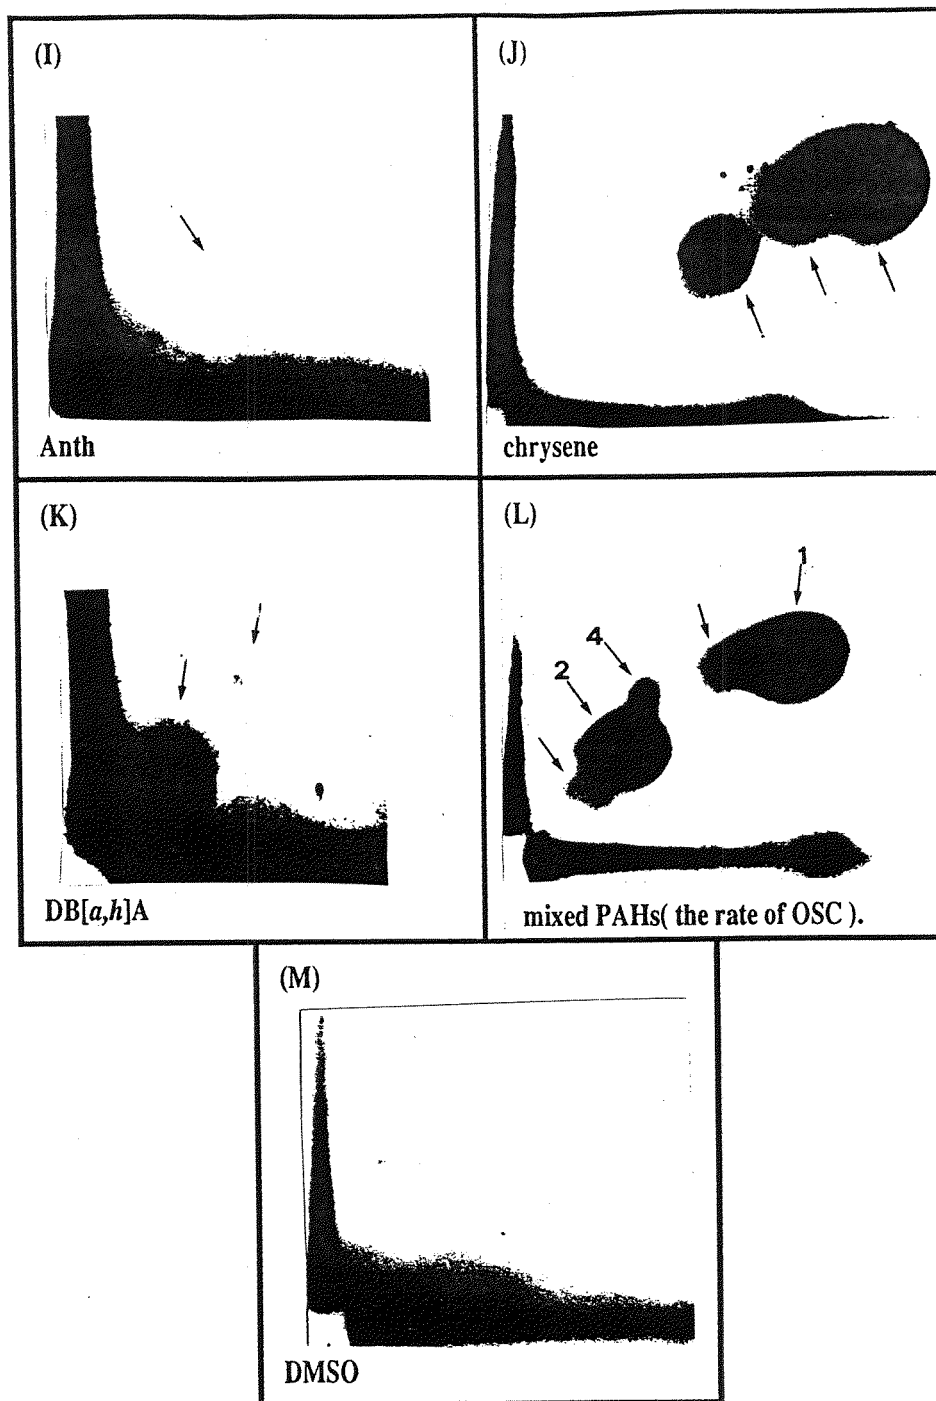 (I)
Anth
(J)
chrysene
(K)
DB[a,h]A
(L)
1
4
2
mixed PAHs( the rate of OSC ).
(M)
DMSO